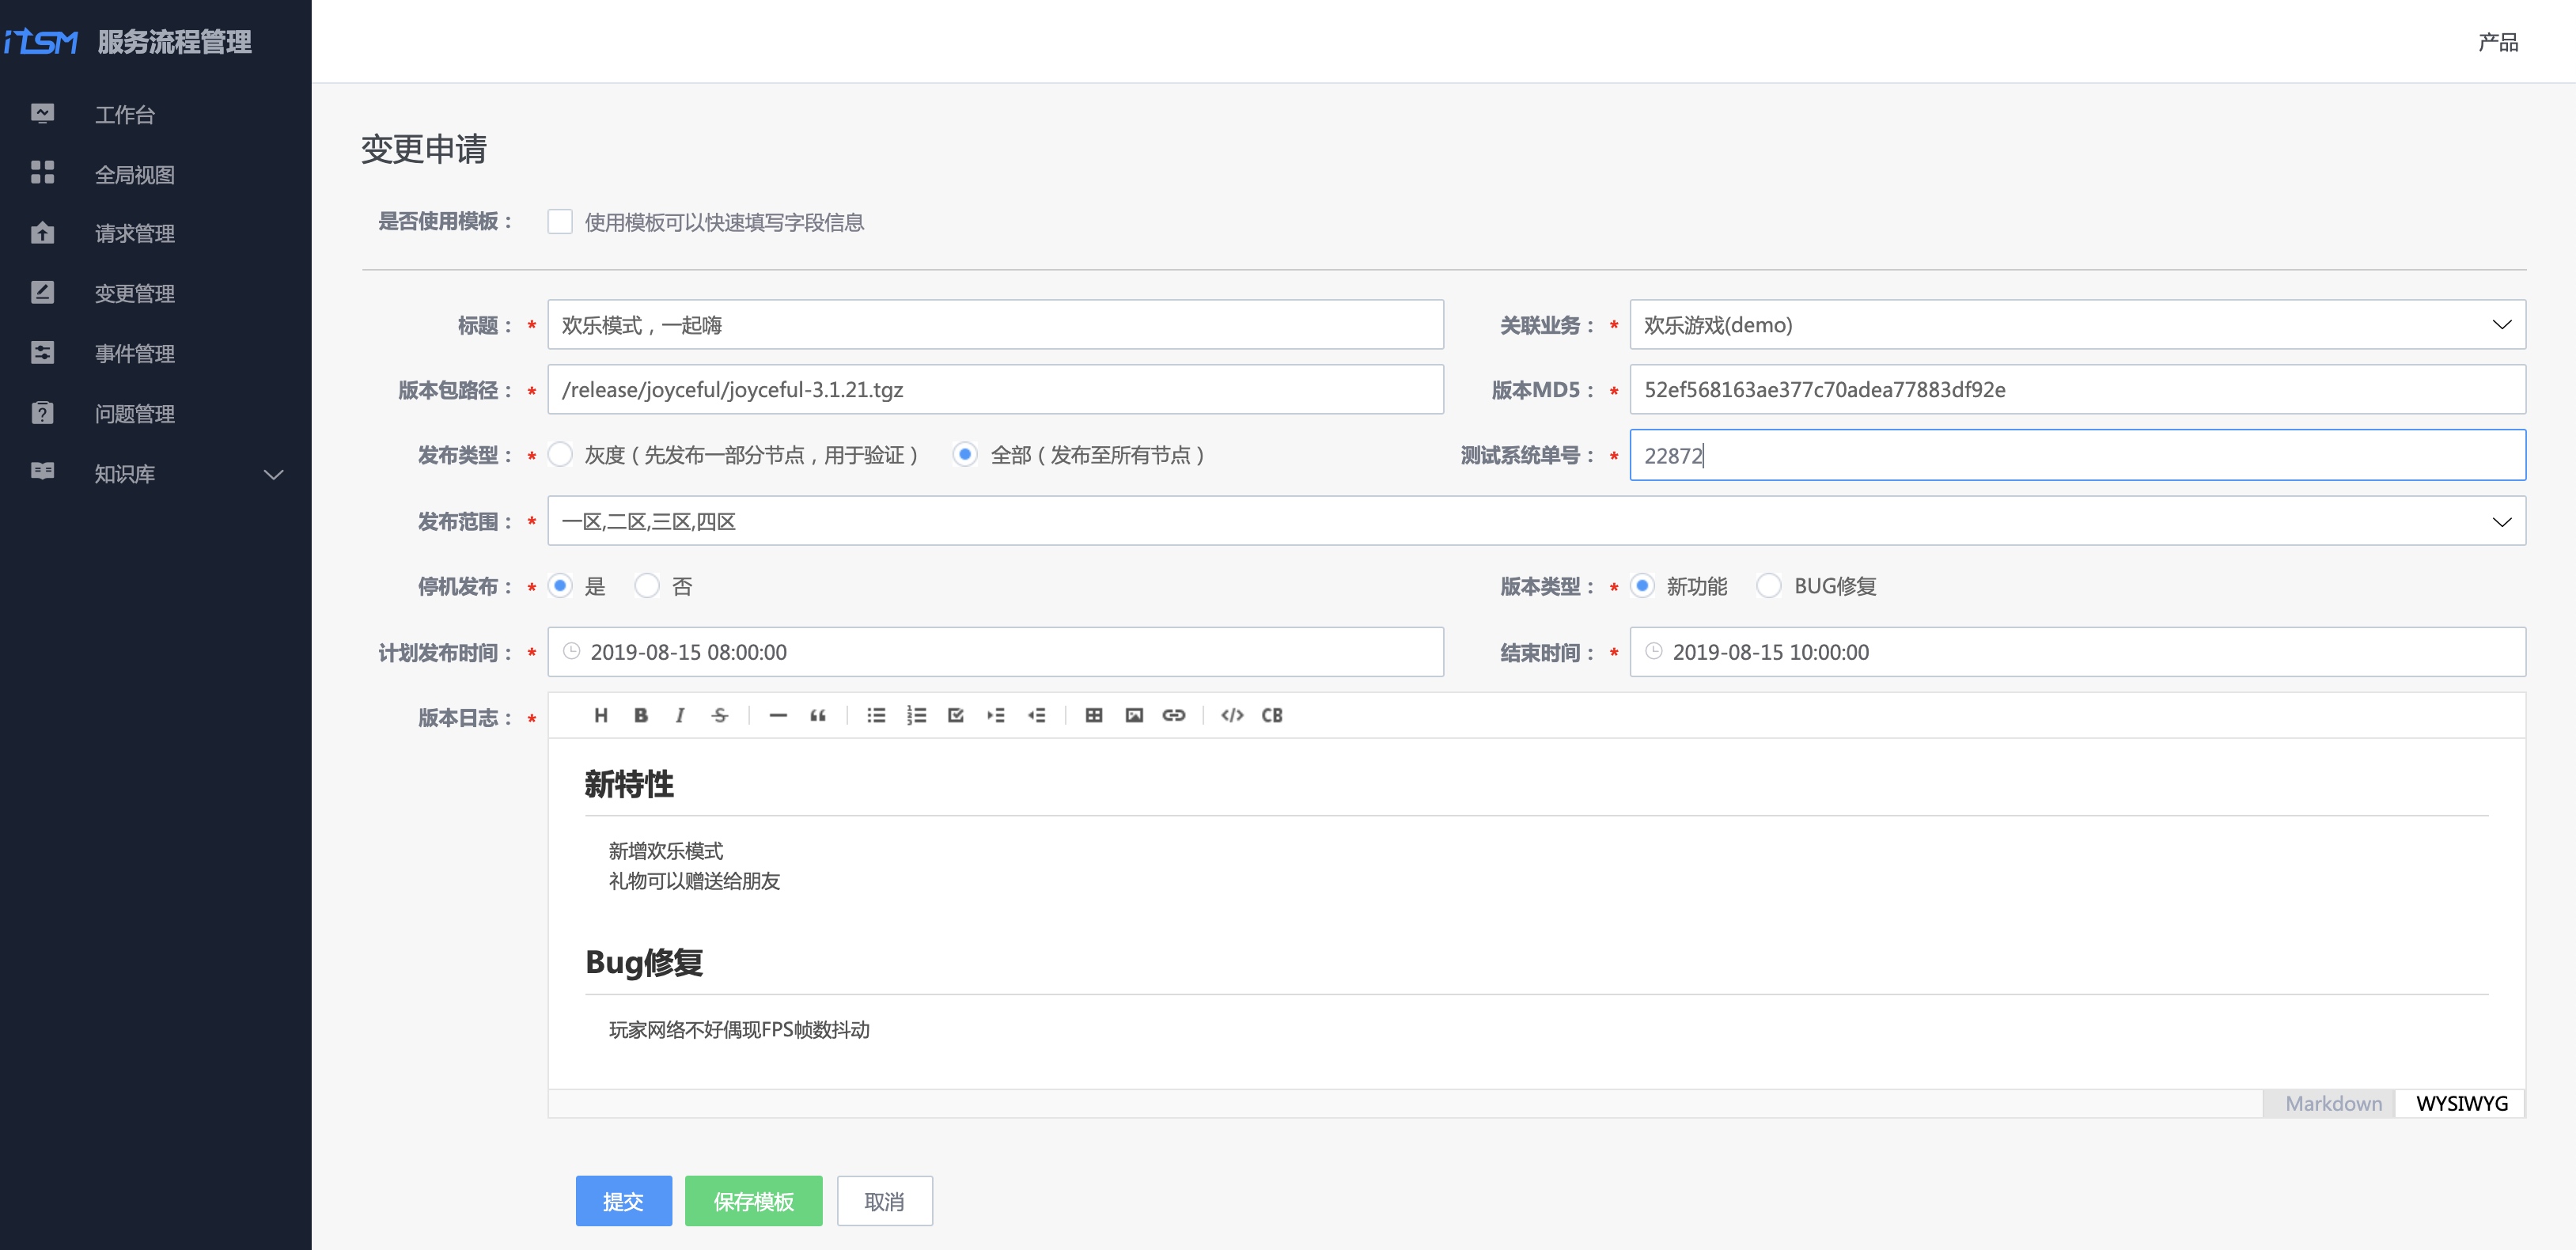 iTSM 服务流程管理
产品
工作台
全局视图
请求管理
变更管理
事件管理
问题管理
知识库
变更申请
是否使用模板： 使用模板可以快速填写字段信息
标题： * 欢乐模式，一起嗨 关联业务： * 欢乐游戏(demo)
版本包路径： * /release/joyceful/joyceful-3.1.21.tgz 版本MD5： * 52ef568163ae377c70adea77883df92e
发布类型： * 灰度（先发布一部分节点，用于验证） 全部（发布至所有节点） 测试系统单号： * 22872
发布范围： * 一区,二区,三区,四区
停机发布： * 是 否 版本类型： * 新功能 BUG修复
计划发布时间： * 2019-08-15 08:00:00 结束时间： * 2019-08-15 10:00:00
版本日志： * H B I S CB
新特性
新增欢乐模式
礼物可以赠送给朋友
Bug修复
玩家网络不好偶现FPS帧数抖动
Markdown WYSIWYG
提交 保存模板 取消